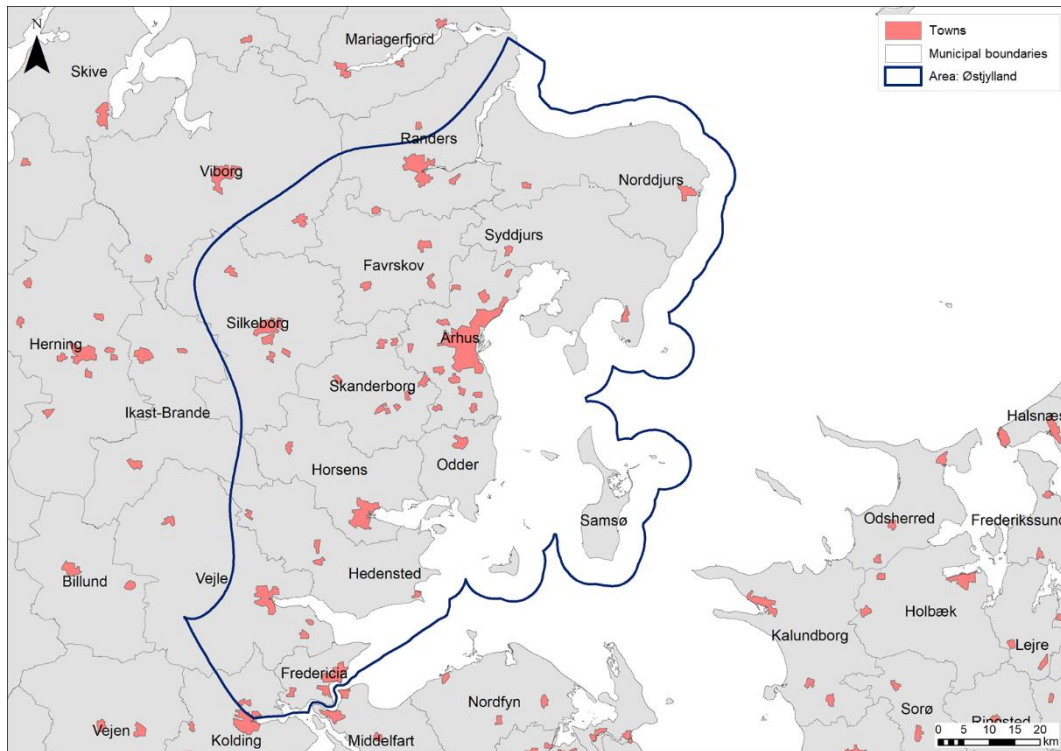 N
Towns
Municipal boundaries
Area: Østjylland
Mariagerfjord
Skive
Randers
Viborg
Norddjurs
Syddjurs
Favrskov
Silkeborg
Århus
Herning
Skanderborg
Ikast-Brande
Halsnæs
Odder
Horsens
Samsø
Odsherred
Frederikssund
Billund
Vejle
Hedensted
Holbæk
Kalundborg
Lejre
Fredericia
Nordfyn
Sorø
Ringsted
Vejen
Kolding
Middelfart
0 5 10 15 20
km